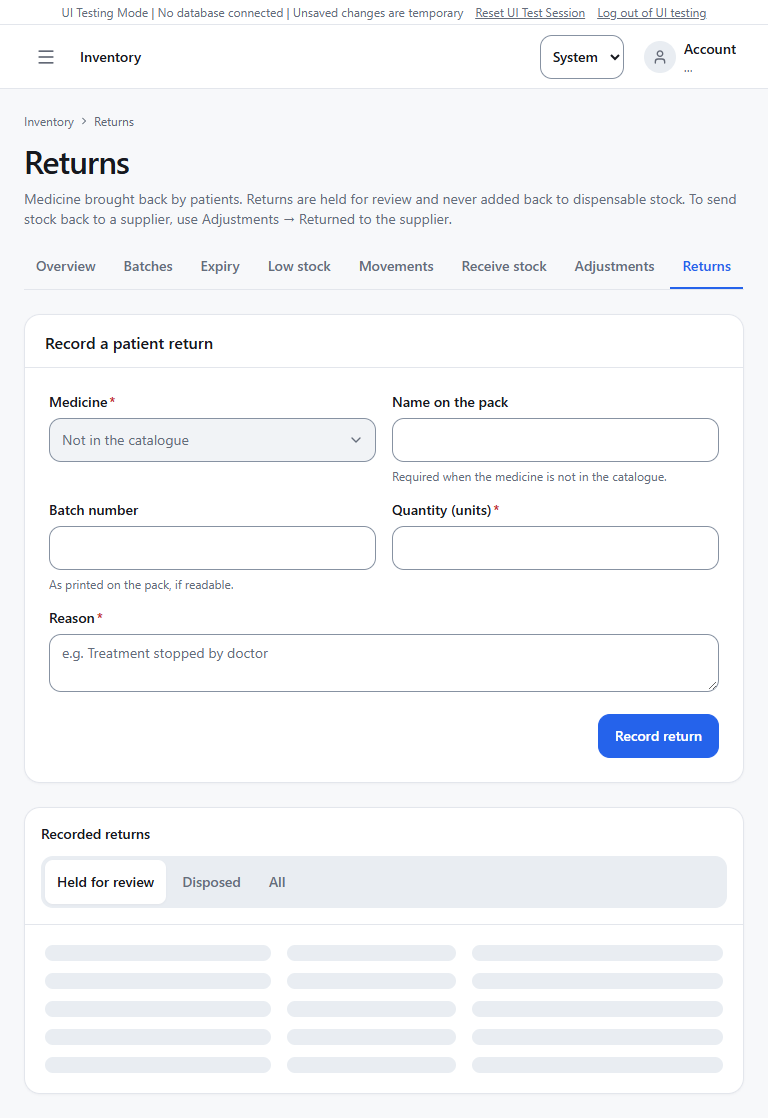 UI Testing Mode | No database connected | Unsaved changes are temporary Reset UI Test Session Log out of UI testing
Inventory System Account
...
Inventory > Returns
Returns
Medicine brought back by patients. Returns are held for review and never added back to dispensable stock. To send
stock back to a supplier, use Adjustments → Returned to the supplier.
Overview Batches Expiry Low stock Movements Receive stock Adjustments Returns
Record a patient return
Medicine* Name on the pack
Not in the catalogue
Required when the medicine is not in the catalogue.
Batch number Quantity (units)*
As printed on the pack, if readable.
Reason*
e.g. Treatment stopped by doctor
Record return
Recorded returns
Held for review Disposed All